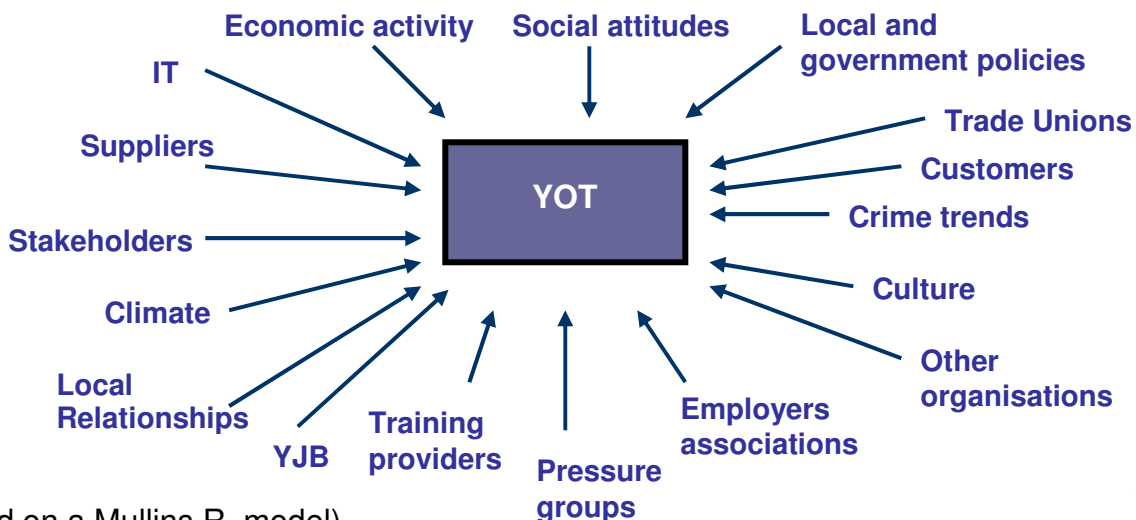 Economic activity
Social attitudes
Local and
government policies
IT
Trade Unions
Suppliers
Customers
YOT
Crime trends
Stakeholders
Culture
Climate
Other
organisations
Local
Relationships
Training
providers
Employers
associations
YJB
Pressure
groups
d on a Mullins R. model)